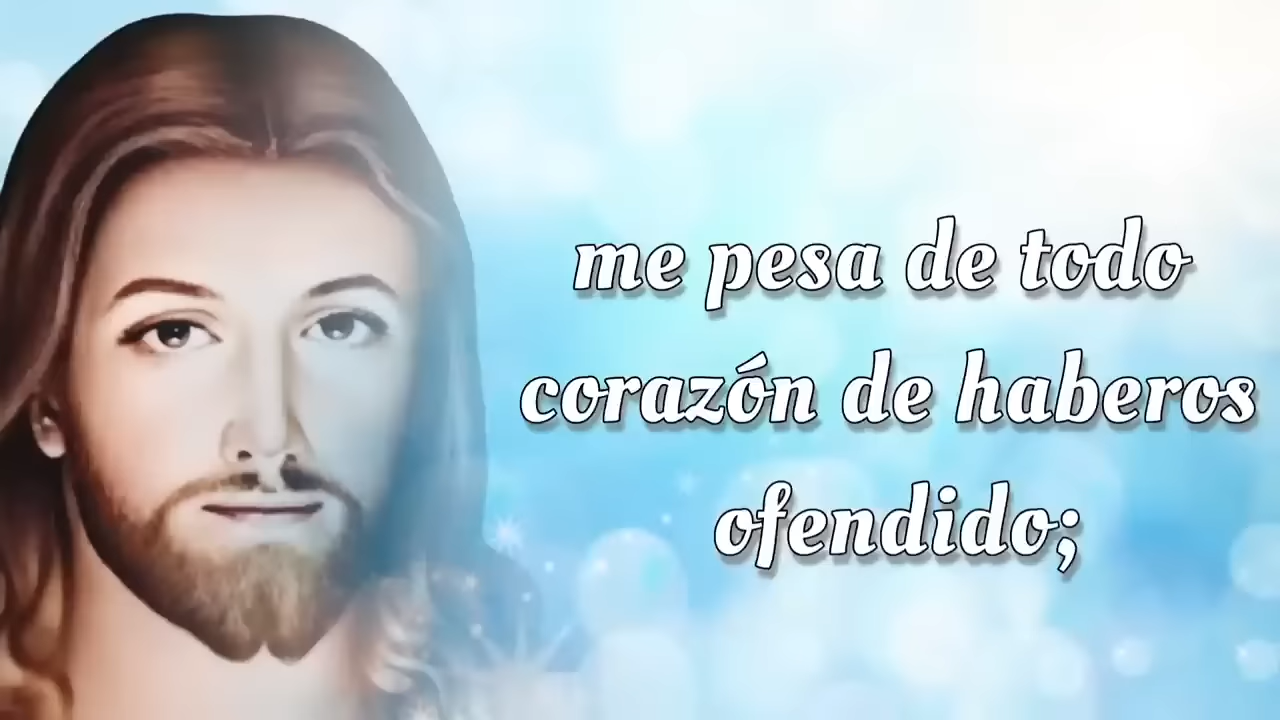 me pesa de todo
corazón de haberos
ofendido;